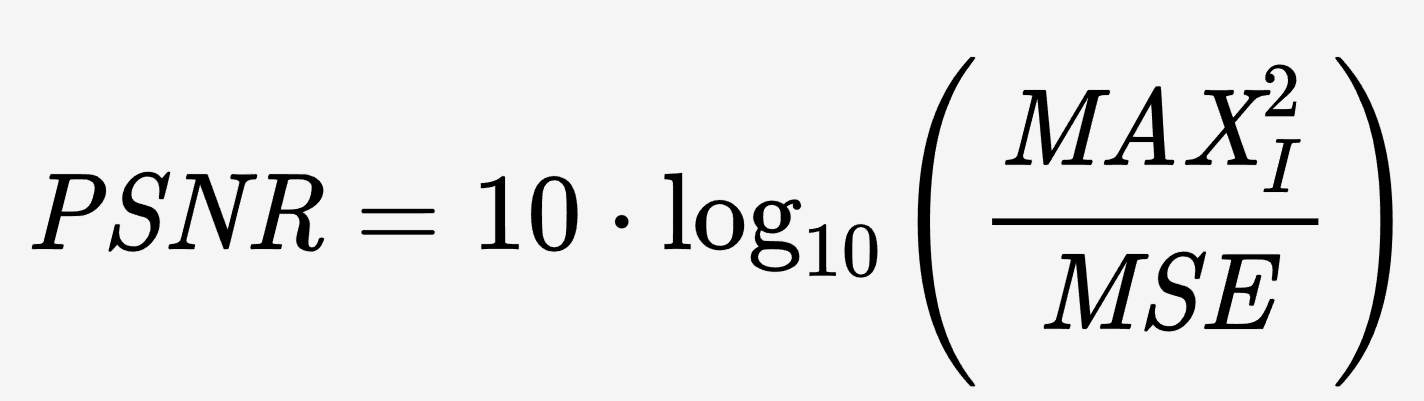 PSNR = 10 · log₁₀ (MAX_I² / MSE)